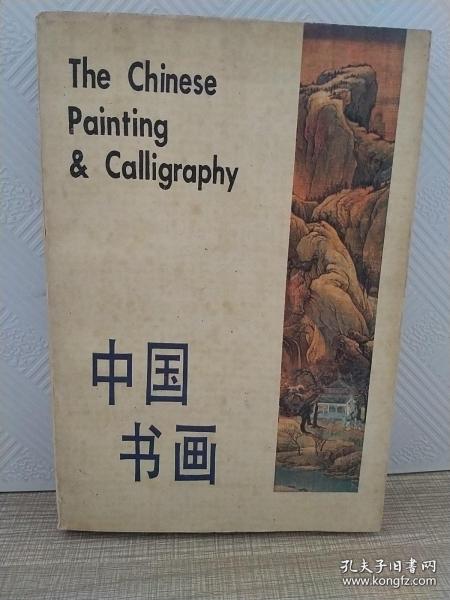 The Chinese
Painting
& Calligraphy
中国
书画
孔夫子旧书网
www.kongfz.com